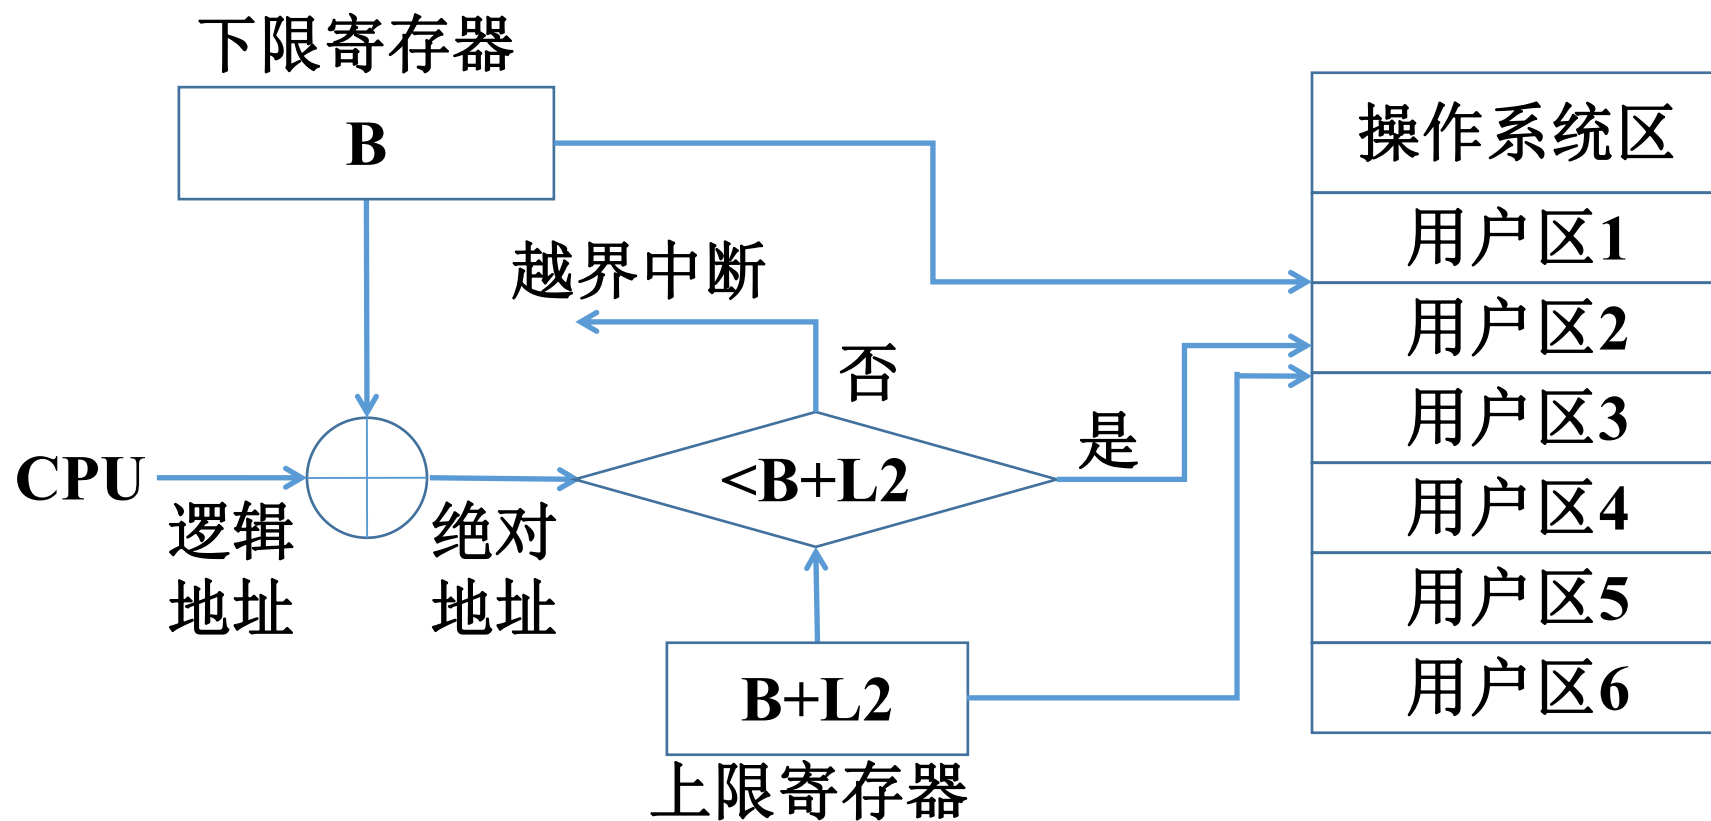 下限寄存器
B
操作系统区
用户区1
越界中断
用户区2
否
用户区3
是
CPU
<B+L2
用户区4
逻辑
地址
绝对
地址
用户区5
B+L2
用户区6
上限寄存器